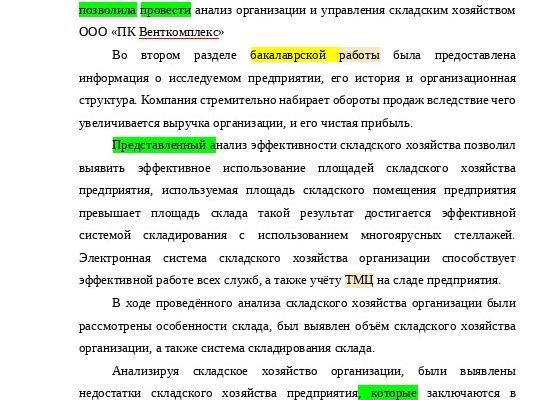 позволила провести анализ организации и управления складским хозяйством
ООО «ПК Венткомплекс»
Во втором разделе бакалаврской работы была предоставлена
информация о исследуемом предприятии, его история и организационная
структура. Компания стремительно набирает обороты продаж вследствие чего
увеличивается выручка организации, и его чистая прибыль.
Представленный анализ эффективности складского хозяйства позволил
выявить эффективное использование площадей складского хозяйства
предприятия, используемая площадь складского помещения предприятия
превышает площадь склада такой результат достигается эффективной
системой складирования с использованием многоярусных стеллажей.
Электронная система складского хозяйства организации способствует
эффективной работе всех служб, а также учёту ТМЦ на сладе предприятия.
В ходе проведённого анализа складского хозяйства организации были
рассмотрены особенности склада, был выявлен объём складского хозяйства
организации, а также система складирования склада.
Анализируя складское хозяйство организации, были выявлены
недостатки складского хозяйства предприятия, которые заключаются в